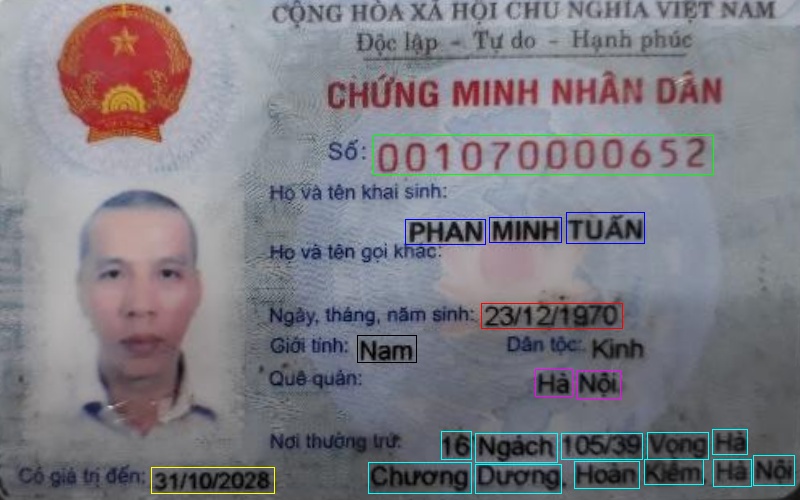 CỘNG HÒA XÃ HỘI CHỦ NGHĨA VIỆT NAM
Độc lập - Tự do - Hạnh phúc
CHỨNG MINH NHÂN DÂN
Số: 001070000652
Họ và tên khai sinh:
PHAN MINH TUẤN
Họ và tên gọi khác:
Ngày, tháng, năm sinh: 23/12/1970
Giới tính: Nam Dân tộc: Kinh
Quê quán: Hà Nội
Nơi thường trú: 16 Ngách 105/39 Vọng Hà
Có giá trị đến: 31/10/2028 Chương Dương, Hoàn Kiếm, Hà Nội